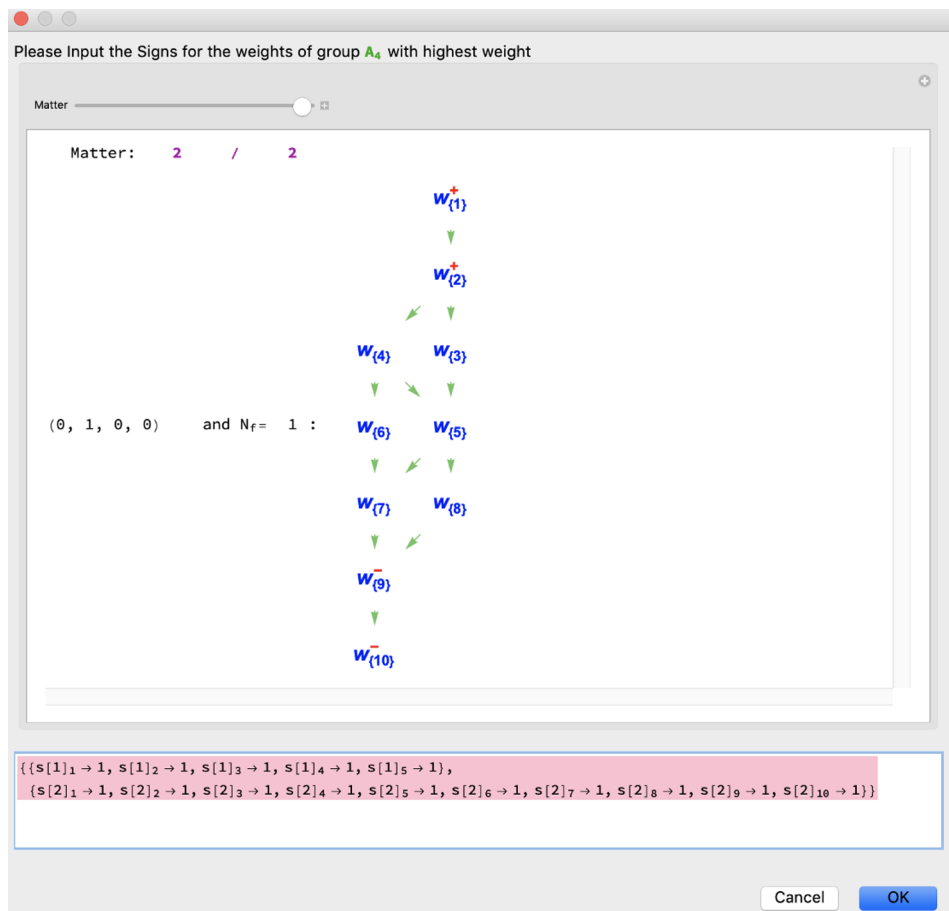 Please Input the Signs for the weights of group A₄ with highest weight
Matter
Matter: 2 / 2
w⁺{1}
w⁺{2}
w{4} w{3}
(0, 1, 0, 0) and Nf= 1 : w{6} w{5}
w{7} w{8}
w⁻{9}
w⁻{10}
{{s[1]₁ → 1, s[1]₂ → 1, s[1]₃ → 1, s[1]₄ → 1, s[1]₅ → 1},
{s[2]₁ → 1, s[2]₂ → 1, s[2]₃ → 1, s[2]₄ → 1, s[2]₅ → 1, s[2]₆ → 1, s[2]₇ → 1, s[2]₈ → 1, s[2]₉ → 1, s[2]₁₀ → 1}}
Cancel OK